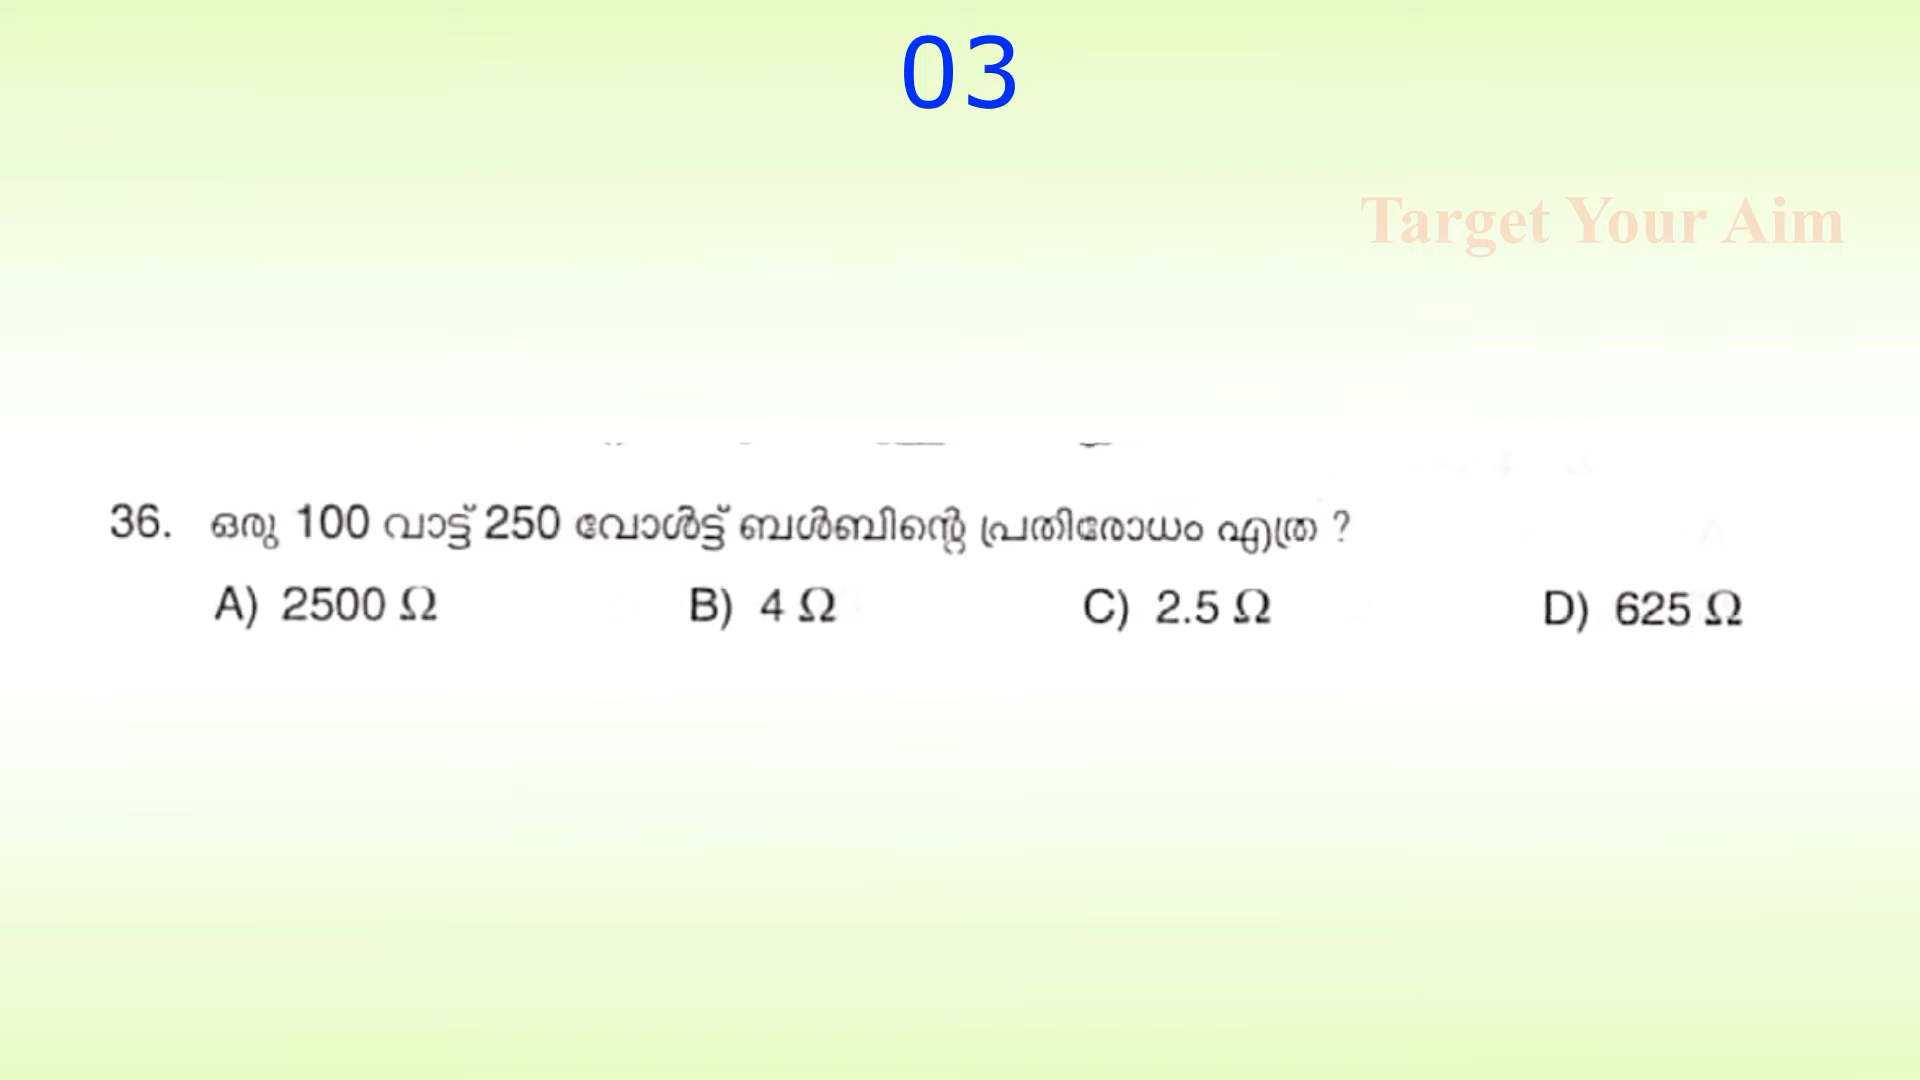 03
Target Your Aim
36. ഒരു 100 വാട്ട് 250 വോൾട്ട് ബൾബിന്റെ പ്രതിരോധം എത്ര ?
A) 2500 Ω B) 4 Ω C) 2.5 Ω D) 625 Ω